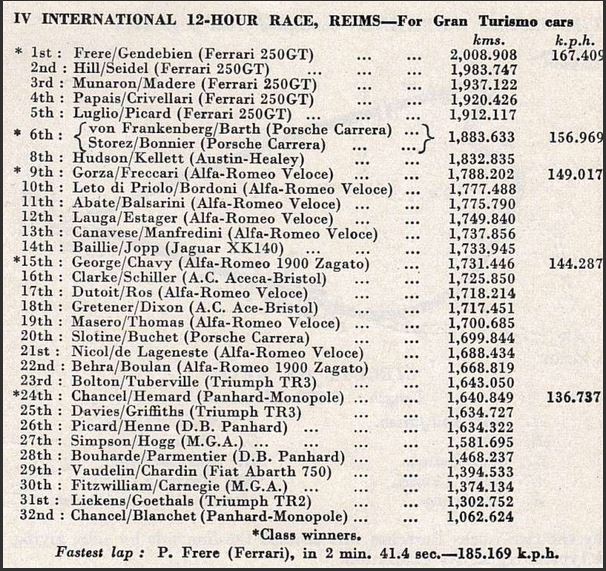 IV INTERNATIONAL 12-HOUR RACE, REIMS—For Gran Turismo cars
kms. k.p.h.
* 1st : Frere/Gendebien (Ferrari 250GT) ... ... 2,008.908 167.409
2nd : Hill/Seidel (Ferrari 250GT) ... ... 1,983.747
3rd : Munaron/Madere (Ferrari 250GT) ... ... 1,937.122
4th : Papais/Crivellari (Ferrari 250GT) ... ... 1,920.426
5th : Luglio/Picard (Ferrari 250GT) ... ... 1,912.117
* 6th : { von Frankenberg/Barth (Porsche Carrera) ... } 1,883.633 156.969
Storez/Bonnier (Porsche Carrera) ... ...
8th : Hudson/Kellett (Austin-Healey) ... 1,832.835
* 9th : Gorza/Freccari (Alfa-Romeo Veloce) ... ... 1,788.202 149.017
10th : Leto di Priolo/Bordoni (Alfa-Romeo Veloce) ... 1,777.488
11th : Abate/Balsarini (Alfa-Romeo Veloce) ... ... 1,775.790
12th : Lauga/Estager (Alfa-Romeo Veloce) ... ... 1,749.840
13th : Canavese/Manfredini (Alfa-Romeo Veloce) ... 1,737.856
14th : Baillie/Jopp (Jaguar XK140) ... ... ... 1,733.945
*15th : George/Chavy (Alfa-Romeo 1900 Zagato) ... 1,731.446 144.287
16th : Clarke/Schiller (A.C. Aceca-Bristol) ... ... 1,725.850
17th : Dutoit/Ros (Alfa-Romeo Veloce) ... ... 1,718.214
18th : Gretener/Dixon (A.C. Ace-Bristol) ... ... 1,717.451
19th : Masero/Thomas (Alfa-Romeo Veloce) ... ... 1,700.685
20th : Slotine/Buchet (Porsche Carrera) ... ... 1,699.844
21st : Nicol/de Lageneste (Alfa-Romeo Veloce) ... 1,688.434
22nd : Behra/Boulan (Alfa-Romeo 1900 Zagato) ... 1,668.819
23rd : Bolton/Tuberville (Triumph TR3) ... ... 1,643.050
*24th : Chancel/Hemard (Panhard-Monopole) ... ... 1,640.849 136.737
25th : Davies/Griffiths (Triumph TR3) ... ... 1,634.727
26th : Picard/Henne (D.B. Panhard) ... ... 1,634.322
27th : Simpson/Hogg (M.G.A.) ... ... ... 1,581.695
28th : Bouharde/Parmentier (D.B. Panhard) ... ... 1,468.237
29th : Vaudelin/Chardin (Fiat Abarth 750) ... ... 1,394.533
30th : Fitzwilliam/Carnegie (M.G.A.) ... ... ... 1,374.134
31st : Liekens/Goethals (Triumph TR2) ... ... 1,302.752
32nd : Chancel/Blanchet (Panhard-Monopole) ... ... 1,062.624
*Class winners.
Fastest lap : P. Frere (Ferrari), in 2 min. 41.4 sec.—185.169 k.p.h.